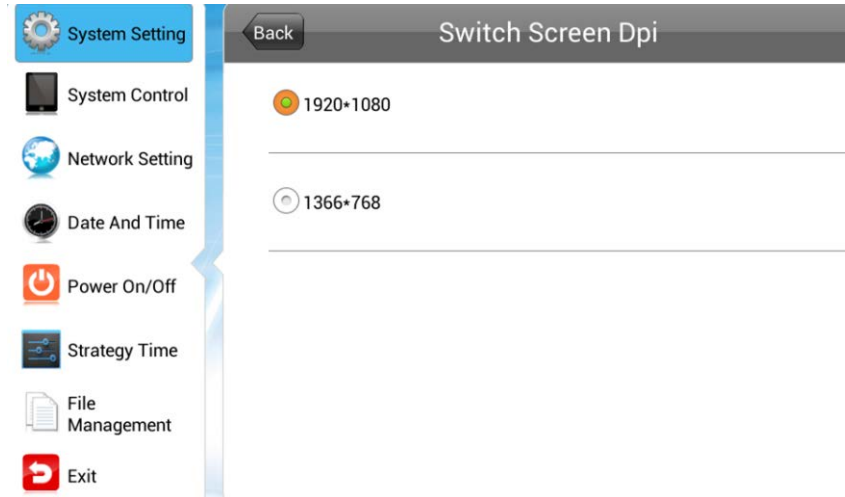 System Setting
System Control
Network Setting
Date And Time
Power On/Off
Strategy Time
File
Management
Exit
Back
Switch Screen Dpi
1920*1080
1366*768